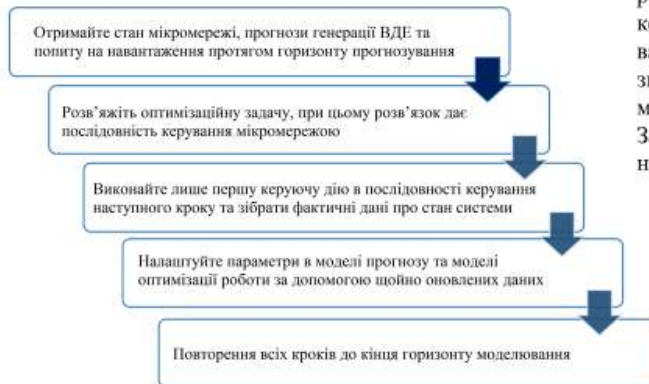 Отримайте стан мікромережі, прогнози генерації ВДЕ та
попиту на навантаження протягом горизонту прогнозування
Розв’яжіть оптимізаційну задачу, при цьому розв’язок дає
послідовність керування мікромережою
Виконайте лише першу керуючу дію в послідовності керування
наступного кроку та зібрати фактичні дані про стан системи
Налаштуйте параметри в моделі прогнозу та моделі
оптимізації роботи за допомогою щойно оновлених даних
Повторення всіх кроків до кінця горизонту моделювання